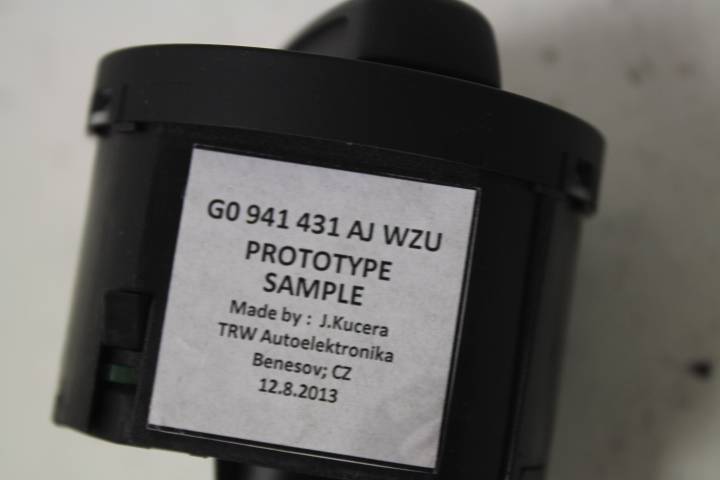 G0 941 431 AJ WZU
PROTOTYPE
SAMPLE
Made by : J.Kucera
TRW Autoelektronika
Benesov; CZ
12.8.2013